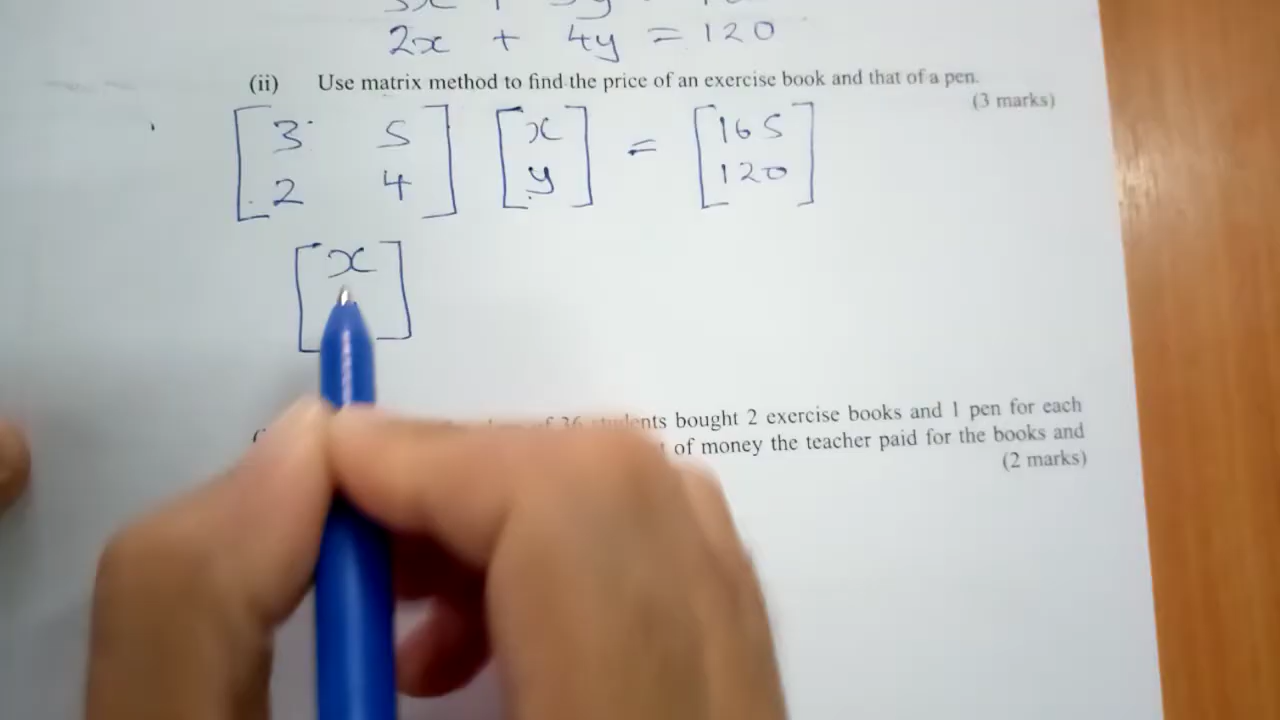 2x + 4y = 120
(ii) Use matrix method to find the price of an exercise book and that of a pen.
(3 marks)
[3 5] [x] = [165]
[2 4] [y] [120]
[x]
students bought 2 exercise books and 1 pen for each
of money the teacher paid for the books and
(2 marks)